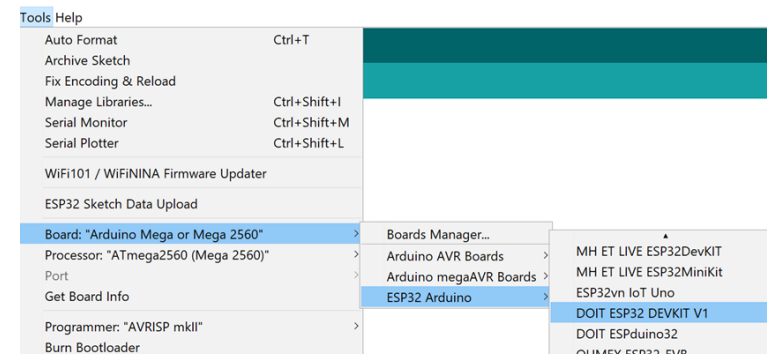 Tools Help
Auto Format Ctrl+T
Archive Sketch
Fix Encoding & Reload
Manage Libraries... Ctrl+Shift+I
Serial Monitor Ctrl+Shift+M
Serial Plotter Ctrl+Shift+L
WiFi101 / WiFiNINA Firmware Updater
ESP32 Sketch Data Upload
Board: "Arduino Mega or Mega 2560"
Processor: "ATmega2560 (Mega 2560)"
Port
Get Board Info
Programmer: "AVRISP mkII"
Burn Bootloader
Boards Manager...
Arduino AVR Boards
Arduino megaAVR Boards
ESP32 Arduino
MH ET LIVE ESP32DevKIT
MH ET LIVE ESP32MiniKit
ESP32vn IoT Uno
DOIT ESP32 DEVKIT V1
DOIT ESPduino32
OLIMEX ESP32-EVB